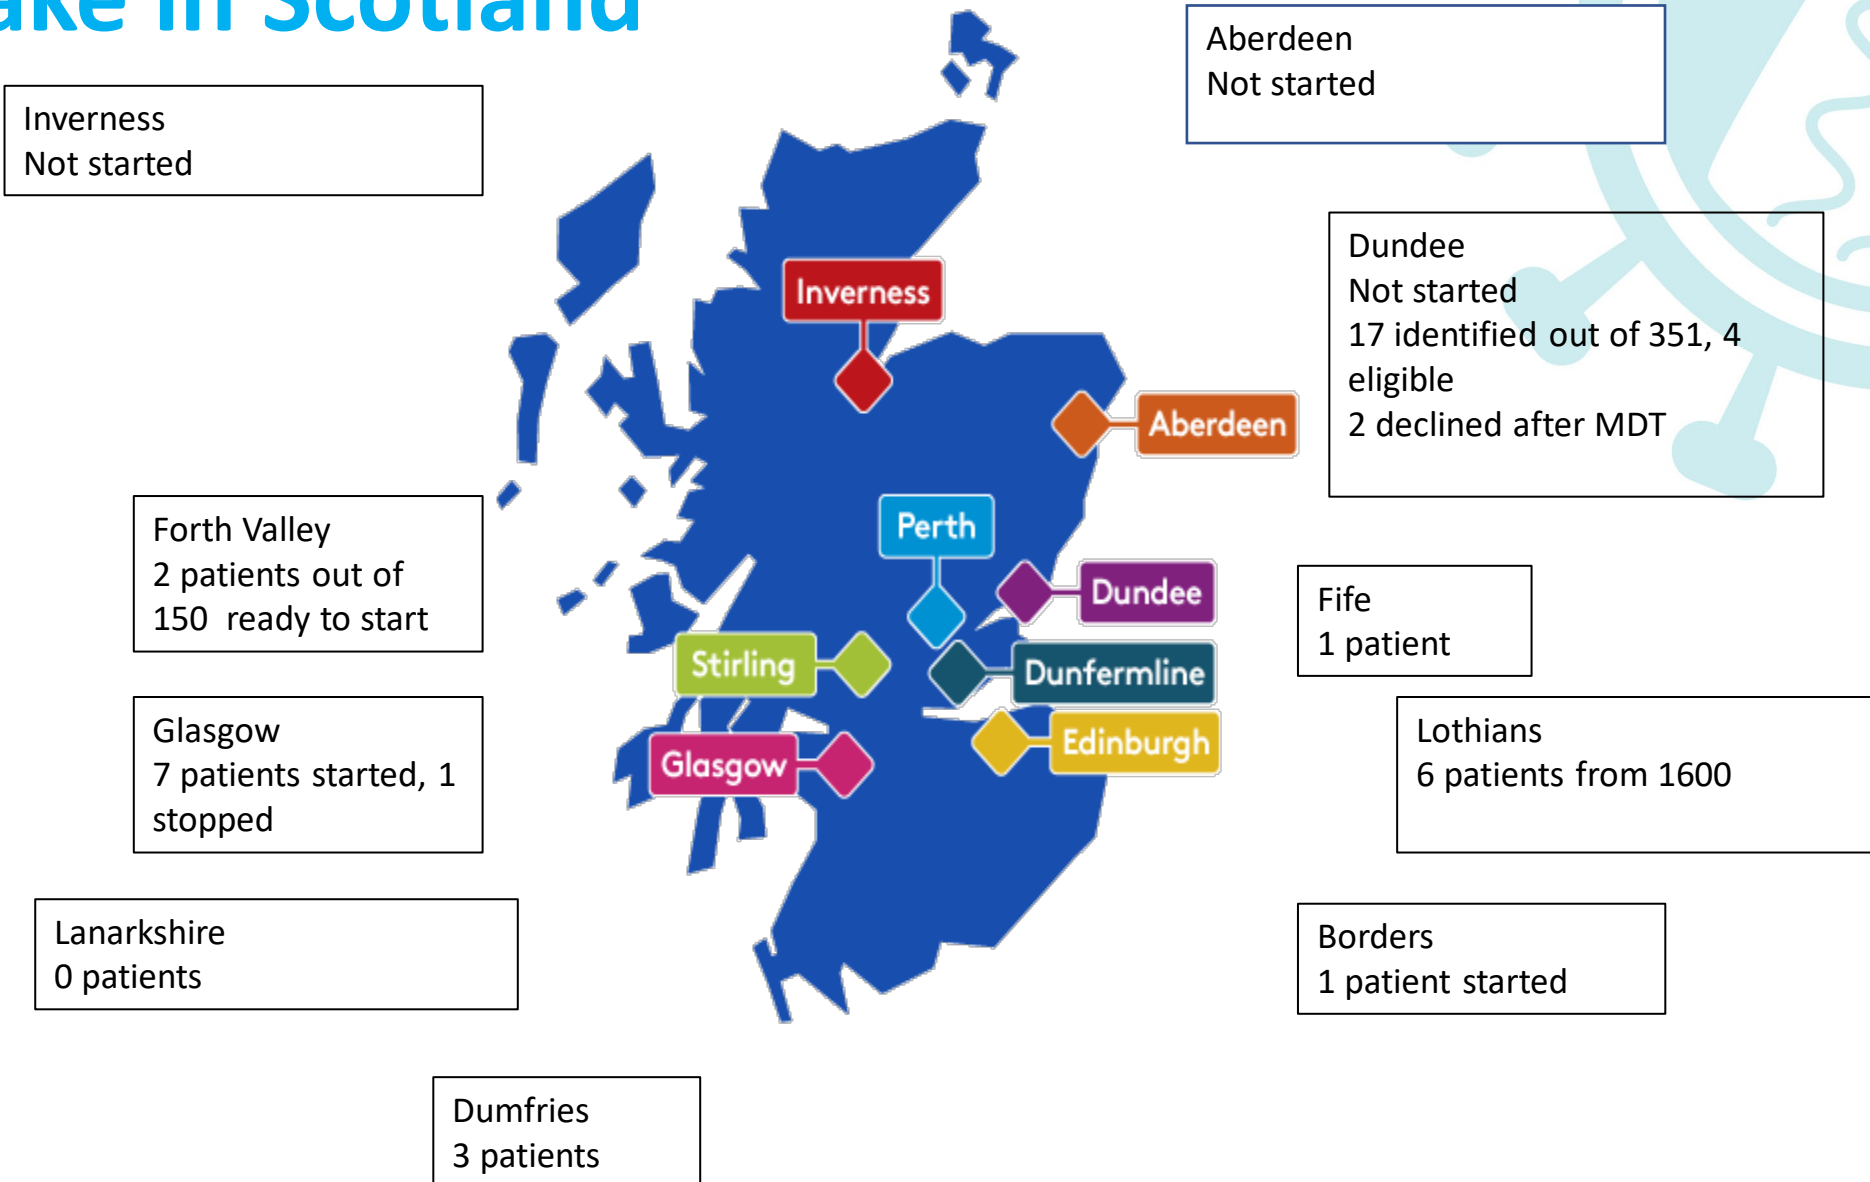 in Scotland
Inverness
Not started
Aberdeen
Not started
Dundee
Not started
17 identified out of 351, 4
eligible
2 declined after MDT
Forth Valley
2 patients out of
150 ready to start
Fife
1 patient
Glasgow
7 patients started, 1
stopped
Lothians
6 patients from 1600
Lanarkshire
0 patients
Borders
1 patient started
Dumfries
3 patients
Inverness
Aberdeen
Perth
Dundee
Stirling
Dunfermline
Edinburgh
Glasgow